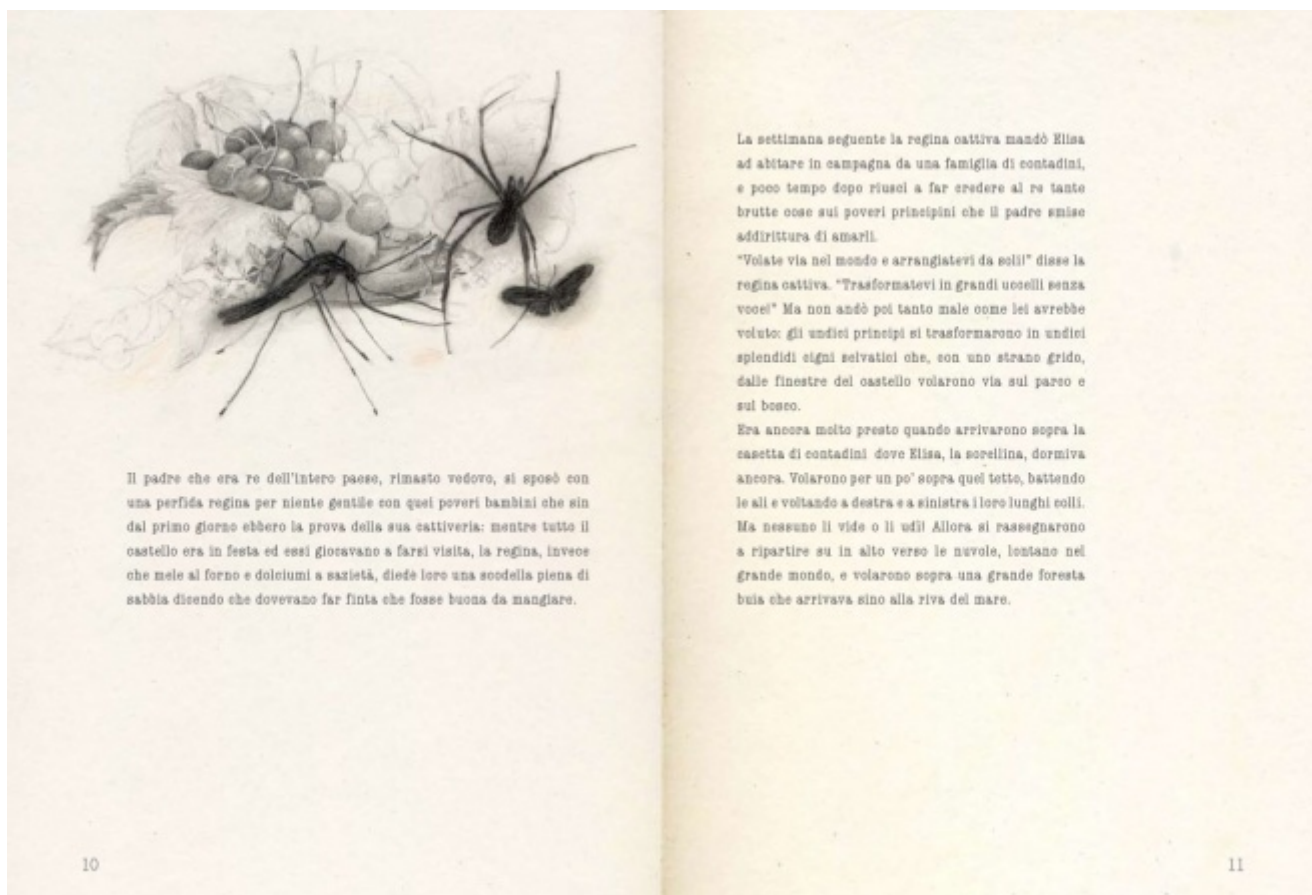 Il padre che era re dell'intero paese, rimasto vedovo, si sposò con
una perfida regina per niente gentile con quei poveri bambini che sin
dal primo giorno ebbero la prova della sua cattiveria: mentre tutto il
castello era in festa ed essi giocavano a farsi visita, la regina, invece
che mele al forno e dolciumi a sazietà, diede loro una scodella piena di
sabbia dicendo che dovevano far finta che fosse buona da mangiare.
10
La settimana seguente la regina cattiva mandò Elisa
ad abitare in campagna da una famiglia di contadini,
e poco tempo dopo riuscì a far credere al re tante
brutte cose sui poveri principini che il padre smise
addirittura di amarli.
"Volate via nel mondo e arrangiatevi da soli!" disse la
regina cattiva. "Trasformatevi in grandi uccelli senza
voce!" Ma non andò poi tanto male come lei avrebbe
voluto: gli undici principi si trasformarono in undici
splendidi cigni selvatici che, con uno strano grido,
dalle finestre del castello volarono via sul parco e
sul bosco.
Era ancora molto presto quando arrivarono sopra la
casetta di contadini dove Elisa, la sorellina, dormiva
ancora. Volarono per un po' sopra quel tetto, battendo
le ali e voltando a destra e a sinistra i loro lunghi colli.
Ma nessuno li vide o li udì! Allora si rassegnarono
a ripartire su in alto verso le nuvole, lontano nel
grande mondo, e volarono sopra una grande foresta
buia che arrivava sino alla riva del mare.
11